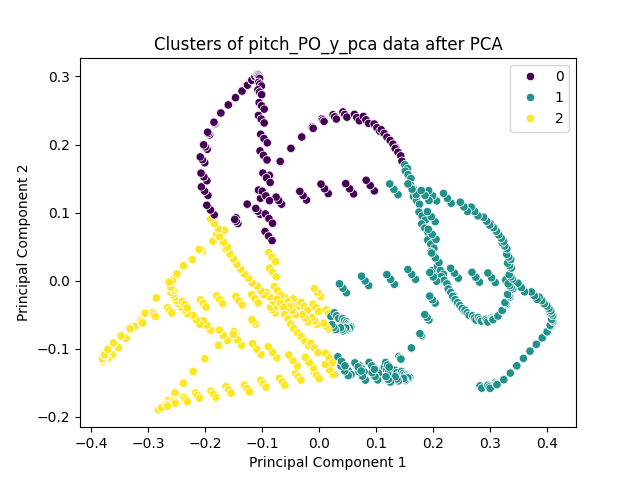 Clusters of pitch_PO_y_pca data after PCA
0
1
2
0.3
0.2
0.1
0.0
−0.1
−0.2
Principal Component 2
−0.4 −0.3 −0.2 −0.1 0.0 0.1 0.2 0.3 0.4
Principal Component 1